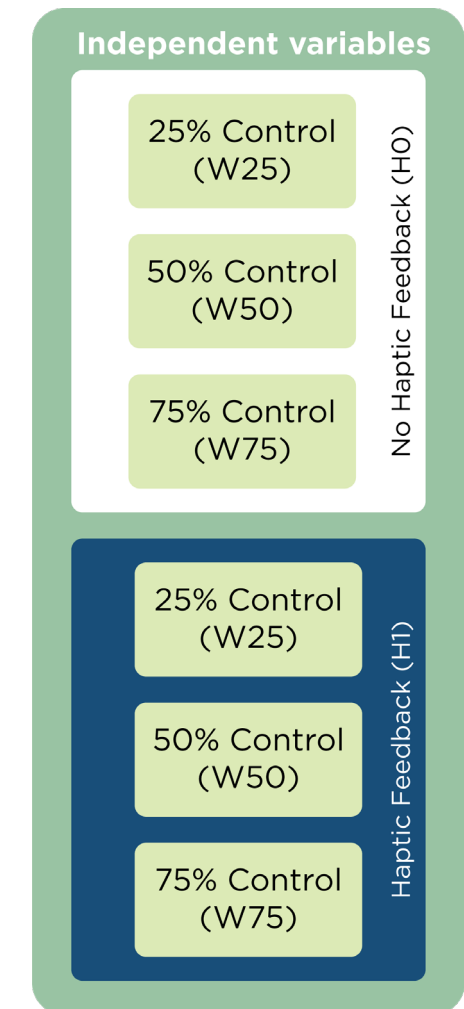 Independent variables
25% Control
(W25)
50% Control
(W50)
75% Control
(W75)
No Haptic Feedback (H0)
25% Control
(W25)
50% Control
(W50)
75% Control
(W75)
Haptic Feedback (H1)